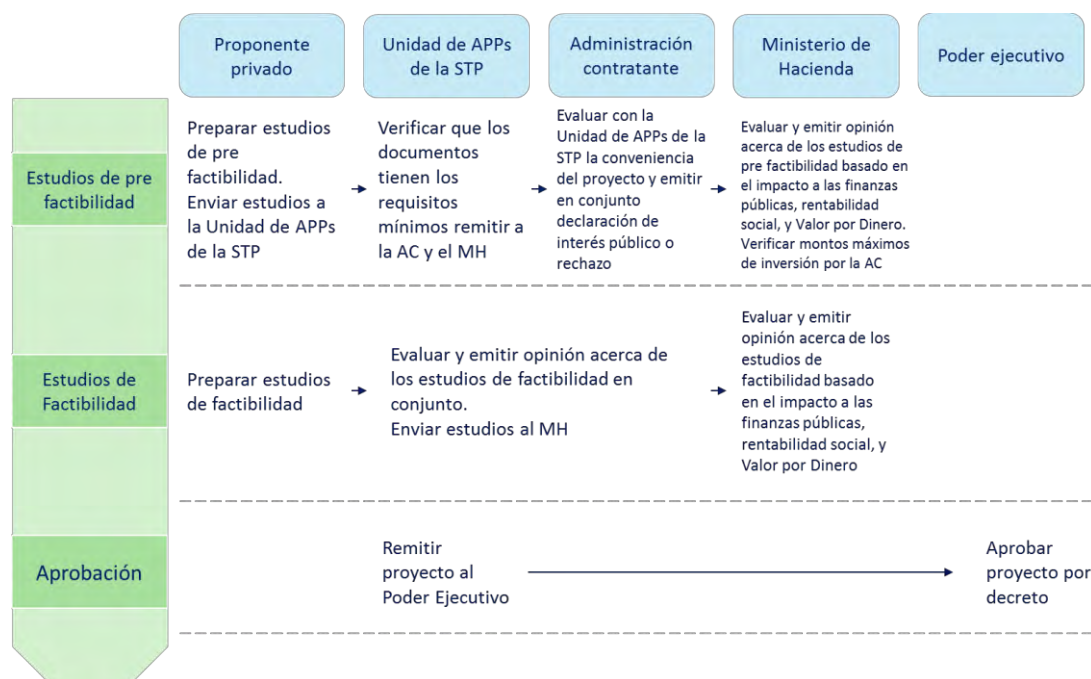 Proponente
privado
Unidad de APPs
de la STP
Administración
contratante
Ministerio de
Hacienda
Poder ejecutivo
Estudios de pre
factibilidad
Preparar estudios
de pre
factibilidad.
Enviar estudios a
la Unidad de APPs
de la STP
Verificar que los
documentos
tienen los
requisitos
mínimos remitir a
la AC y el MH
Evaluar con la
Unidad de APPs de la
STP la conveniencia
del proyecto y emitir
en conjunto
declaración de
interés público o
rechazo
Evaluar y emitir opinión
acerca de los estudios de
pre factibilidad basado en
el impacto a las finanzas
públicas, rentabilidad
social, y Valor por Dinero.
Verificar montos máximos
de inversión por la AC
Estudios de
Factibilidad
Preparar estudios
de factibilidad
Evaluar y emitir opinión acerca de
los estudios de factibilidad en
conjunto.
Enviar estudios al MH
Evaluar y emitir
opinión acerca de los
estudios de
factibilidad basado
en el impacto a las
finanzas públicas,
rentabilidad social, y
Valor por Dinero
Aprobación
Remitir
proyecto al
Poder Ejecutivo
Aprobar
proyecto por
decreto